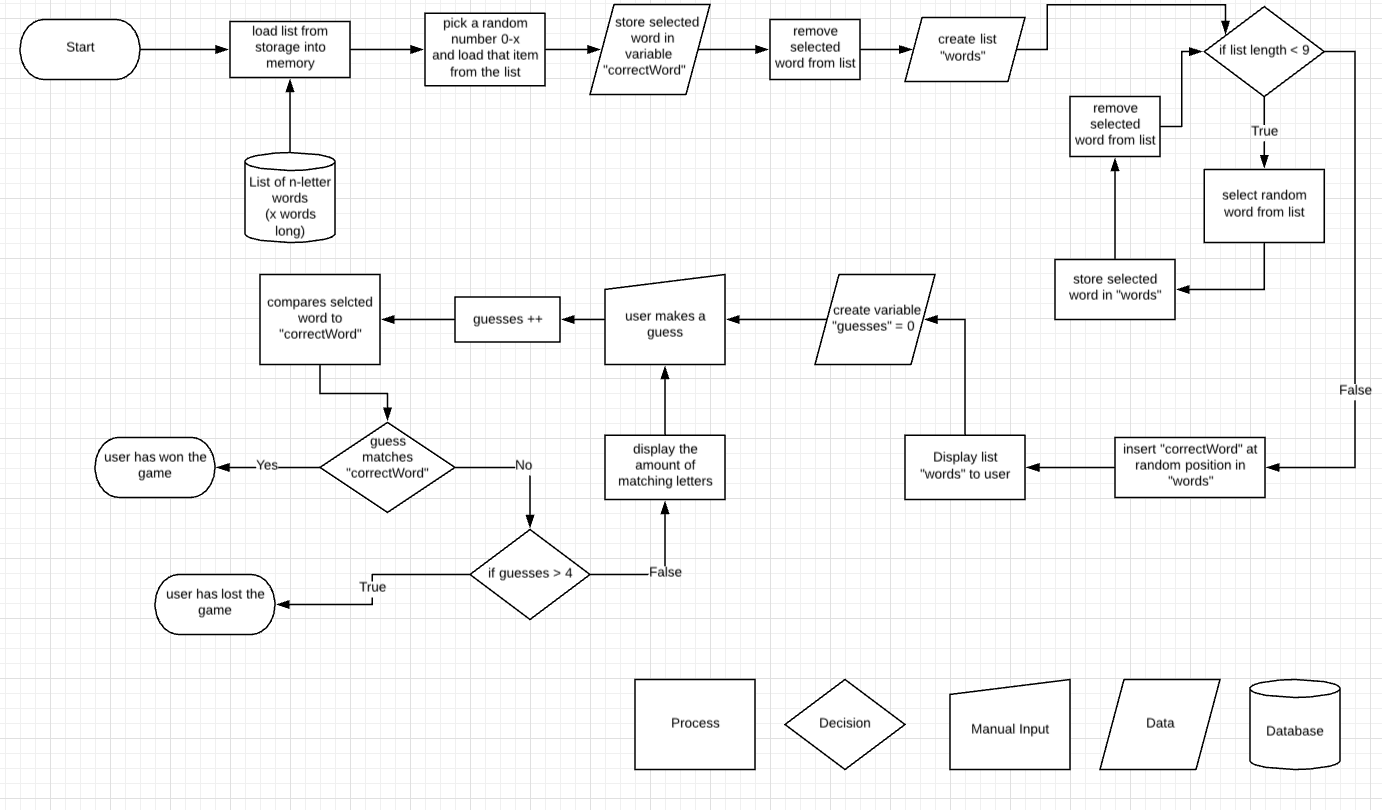 Start
load list from
storage into
memory
pick a random
number 0-x
and load that item
from the list
store selected
word in
variable
"correctWord"
remove
selected
word from list
create list
"words"
if list length < 9
True
False
select random
word from list
store selected
word in "words"
remove
selected
word from list
List of n-letter
words
(x words
long)
insert "correctWord" at
random position in
"words"
Display list
"words" to user
create variable
"guesses" = 0
user makes a
guess
guesses ++
compares selcted
word to
"correctWord"
guess
matches
"correctWord"
Yes
user has won the
game
No
if guesses > 4
True
user has lost the
game
False
display the
amount of
matching letters
Process
Decision
Manual Input
Data
Database